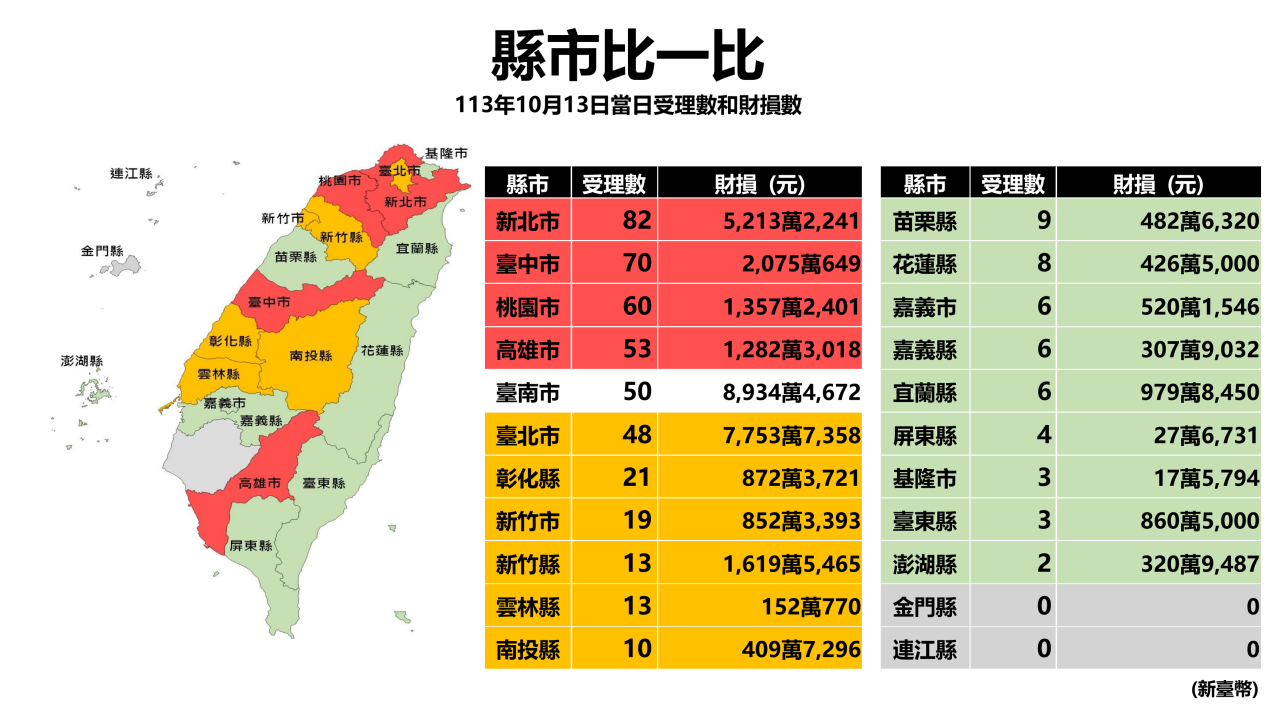 縣市比一比
113年10月13日當日受理數和財損數
基隆市
連江縣
臺北市
桃園市
新北市
新竹市
新竹縣
金門縣
宜蘭縣
苗栗縣
臺中市
彰化縣
南投縣
花蓮縣
澎湖縣
雲林縣
嘉義市
嘉義縣
高雄市
臺東縣
屏東縣
縣市 受理數 財損 (元)
新北市 82 5,213萬2,241
臺中市 70 2,075萬649
桃園市 60 1,357萬2,401
高雄市 53 1,282萬3,018
臺南市 50 8,934萬4,672
臺北市 48 7,753萬7,358
彰化縣 21 872萬3,721
新竹市 19 852萬3,393
新竹縣 13 1,619萬5,465
雲林縣 13 152萬770
南投縣 10 409萬7,296
縣市 受理數 財損 (元)
苗栗縣 9 482萬6,320
花蓮縣 8 426萬5,000
嘉義市 6 520萬1,546
嘉義縣 6 307萬9,032
宜蘭縣 6 979萬8,450
屏東縣 4 27萬6,731
基隆市 3 17萬5,794
臺東縣 3 860萬5,000
澎湖縣 2 320萬9,487
金門縣 0 0
連江縣 0 0
(新臺幣)